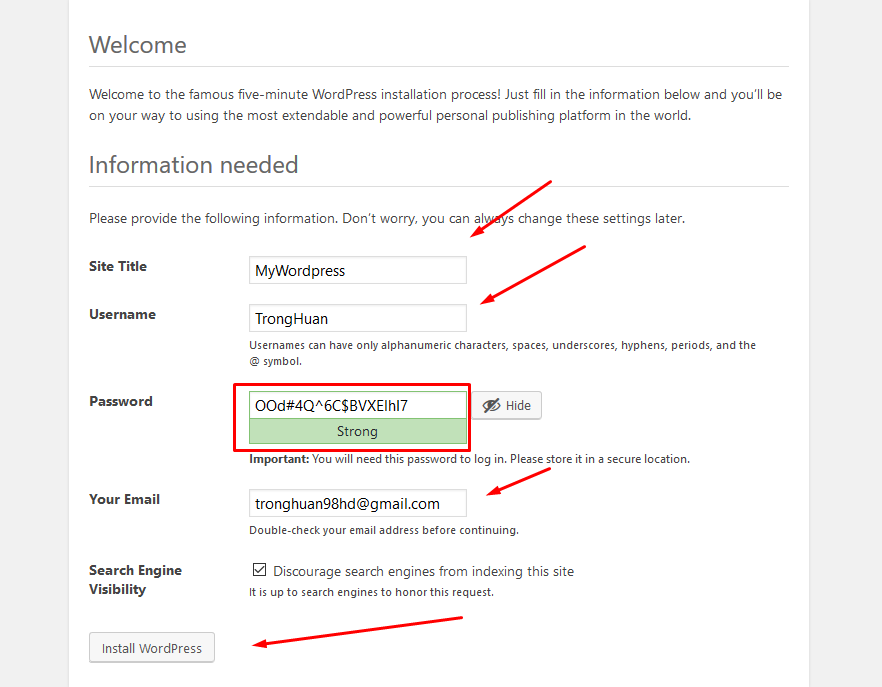 Welcome
Welcome to the famous five-minute WordPress installation process! Just fill in the information below and you’ll be
on your way to using the most extendable and powerful personal publishing platform in the world.
Information needed
Please provide the following information. Don’t worry, you can always change these settings later.
Site Title
MyWordpress
Username
TrongHuan
Usernames can have only alphanumeric characters, spaces, underscores, hyphens, periods, and the
@ symbol.
Password
OOd#4Q^6C$BVXElhI7
Hide
Strong
Important: You will need this password to log in. Please store it in a secure location.
Your Email
tronghuan98hd@gmail.com
Double-check your email address before continuing.
Search Engine
Visibility
Discourage search engines from indexing this site
It is up to search engines to honor this request.
Install WordPress